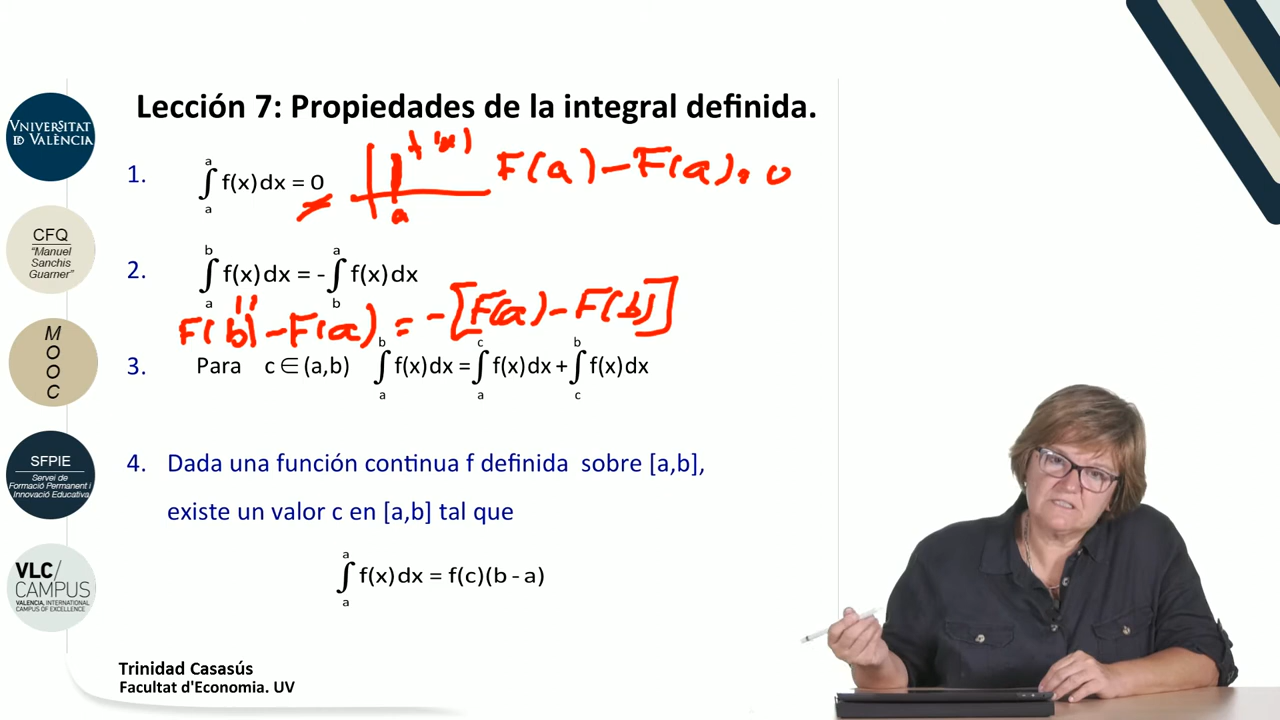 Lección 7: Propiedades de la integral definida.
VNIVERSITAT
ID VALÈNCIA
1. ∫ₐᵃ f(x)dx = 0
f(x)
a
F(a) - F(a) = 0
CFQ
"Manuel
Sanchis
Guarner"
2. ∫ₐᵇ f(x)dx = -∫_b^a f(x)dx
F(b) - F(a) = -[F(a) - F(b)]
M
O
O
C
3. Para c ∈ (a,b) ∫ₐᵇ f(x)dx = ∫ₐᶜ f(x)dx + ∫_c^b f(x)dx
4. Dada una función continua f definida sobre [a,b],
existe un valor c en [a,b] tal que
SFPIE
Servei de
Formació Permanent i
Innovació Educativa
∫ₐᵃ f(x)dx = f(c)(b - a)
VLC/
CAMPUS
VALENCIA, INTERNATIONAL
CAMPUS OF EXCELLENCE
Trinidad Casasús
Facultat d'Economia. UV